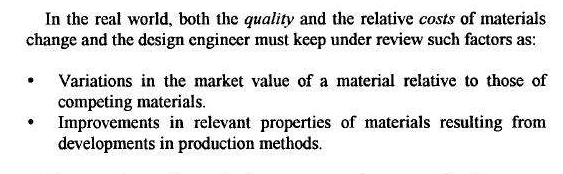 In the real world, both the quality and the relative costs of materials
change and the design engineer must keep under review such factors as:
• Variations in the market value of a material relative to those of
competing materials.
• Improvements in relevant properties of materials resulting from
developments in production methods.